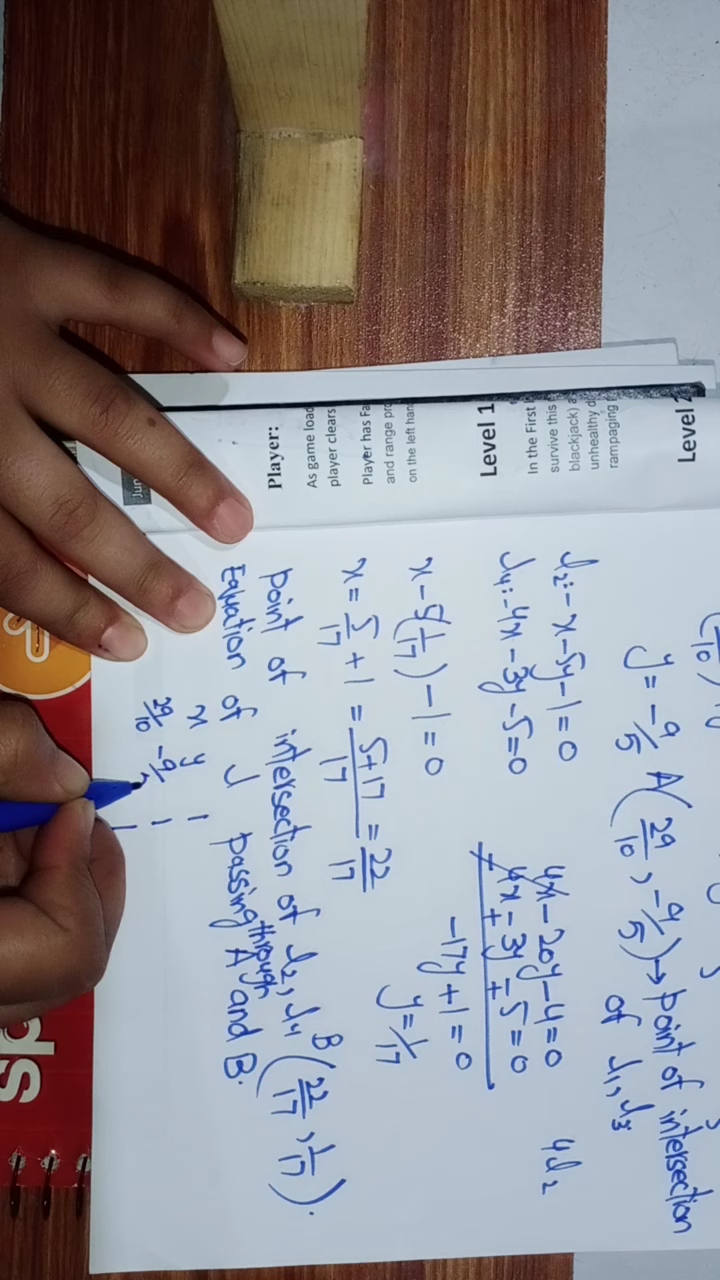 y = -9/5 A(29/10, -9/5) → point of intersection
of l1, l3
l2: - x - 5y - 1 = 0
l4: - 4x - 3y - 5 = 0
4x - 20y - 4 = 0
4x - 3y - 5 = 0
4l2
-17y + 1 = 0
y = 1/17
x - 5(1/17) - 1 = 0
x = 5/17 + 1 = 5+17/17 = 22/17
point of intersection of l2, l4 B(22/17, 1/17).
Equation of l passing through A and B.
x y 1
29/10 -9/5 1
Player:
As game load
player clears
Player has Fa
and range pro
on the left han
Level 1
In the First
survive this
blackjack) a
unhealthy d
rampaging
Level 2
Jun
sp